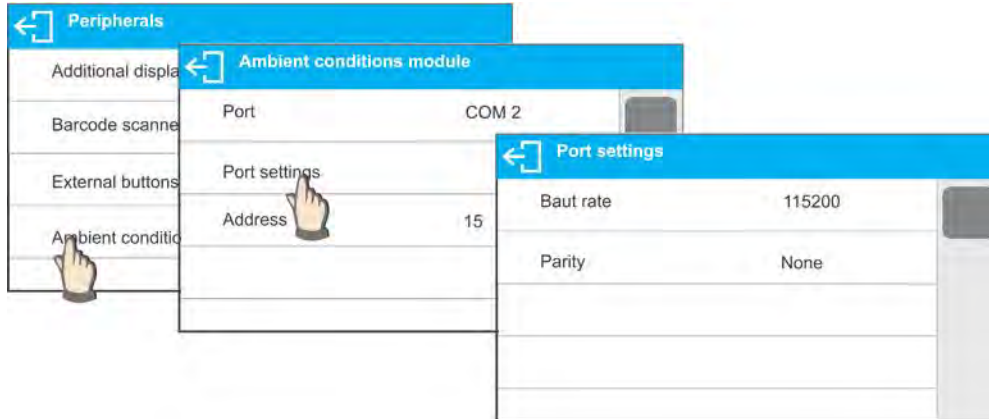 Peripherals
Additional displa
Barcode scanne
External buttons
Ambient conditio
Ambient conditions module
Port COM 2
Port settings
Address 15
Port settings
Baut rate 115200
Parity None